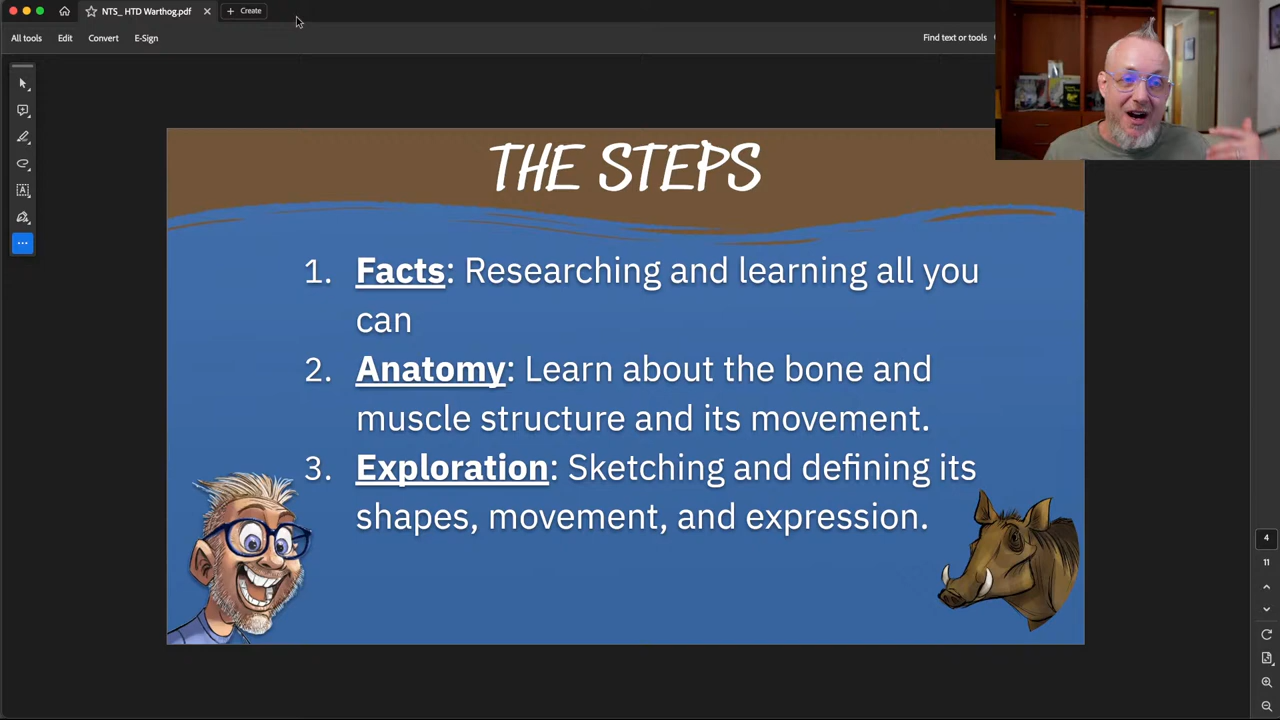 NTS_ HTD Warthog.pdf
Create
All tools
Edit
Convert
E-Sign
Find text or tools
THE STEPS
1. Facts: Researching and learning all you
can
2. Anatomy: Learn about the bone and
muscle structure and its movement.
3. Exploration: Sketching and defining its
shapes, movement, and expression.
4
11